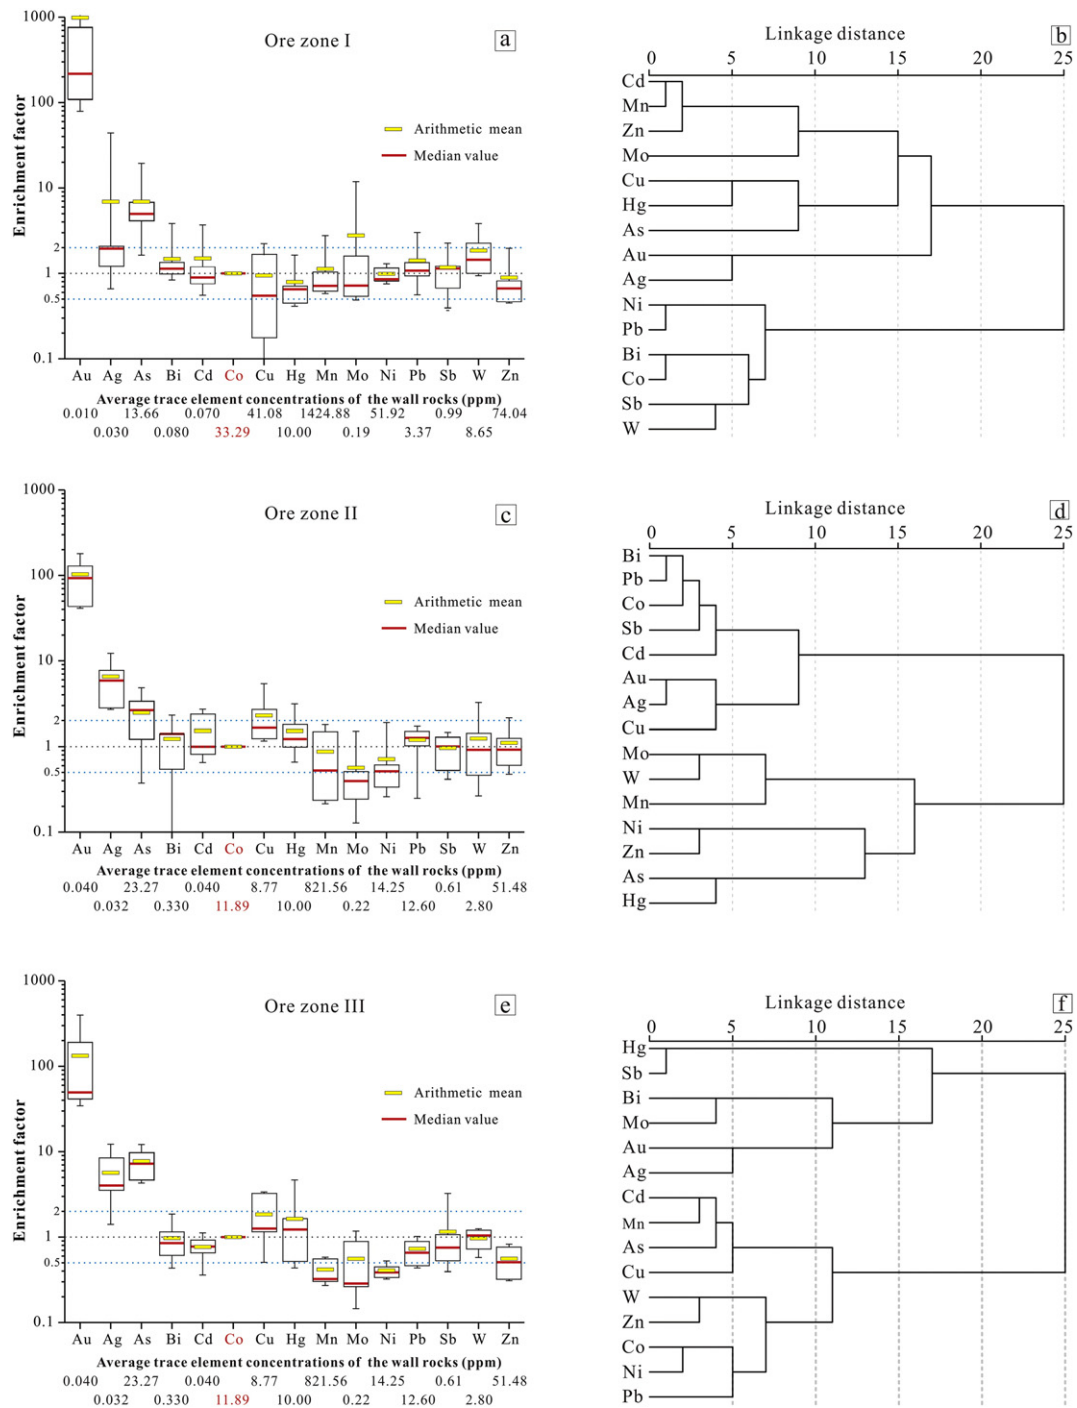 Ore zone I
a
Enrichment factor
1000
100
10
2
1
0.5
0.1
Arithmetic mean
Median value
Au Ag As Bi Cd Co Cu Hg Mn Mo Ni Pb Sb W Zn
Average trace element concentrations of the wall rocks (ppm)
0.010 13.66 0.070 41.08 1424.88 51.92 0.99 74.04
0.030 0.080 33.29 10.00 0.19 3.37 8.65
Linkage distance
b
0 5 10 15 20 25
Cd
Mn
Zn
Mo
Cu
Hg
As
Au
Ag
Ni
Pb
Bi
Co
Sb
W
Ore zone II
c
Enrichment factor
1000
100
10
2
1
0.5
0.1
Arithmetic mean
Median value
Au Ag As Bi Cd Co Cu Hg Mn Mo Ni Pb Sb W Zn
Average trace element concentrations of the wall rocks (ppm)
0.040 23.27 0.040 8.77 821.56 14.25 0.61 51.48
0.032 0.330 11.89 10.00 0.22 12.60 2.80
Linkage distance
d
0 5 10 15 20 25
Bi
Pb
Co
Sb
Cd
Au
Ag
Cu
Mo
W
Mn
Ni
Zn
As
Hg
Ore zone III
e
Enrichment factor
1000
100
10
2
1
0.5
0.1
Arithmetic mean
Median value
Au Ag As Bi Cd Co Cu Hg Mn Mo Ni Pb Sb W Zn
Average trace element concentrations of the wall rocks (ppm)
0.040 23.27 0.040 8.77 821.56 14.25 0.61 51.48
0.032 0.330 11.89 10.00 0.22 12.60 2.80
Linkage distance
f
0 5 10 15 20 25
Hg
Sb
Bi
Mo
Au
Ag
Cd
Mn
As
Cu
W
Zn
Co
Ni
Pb